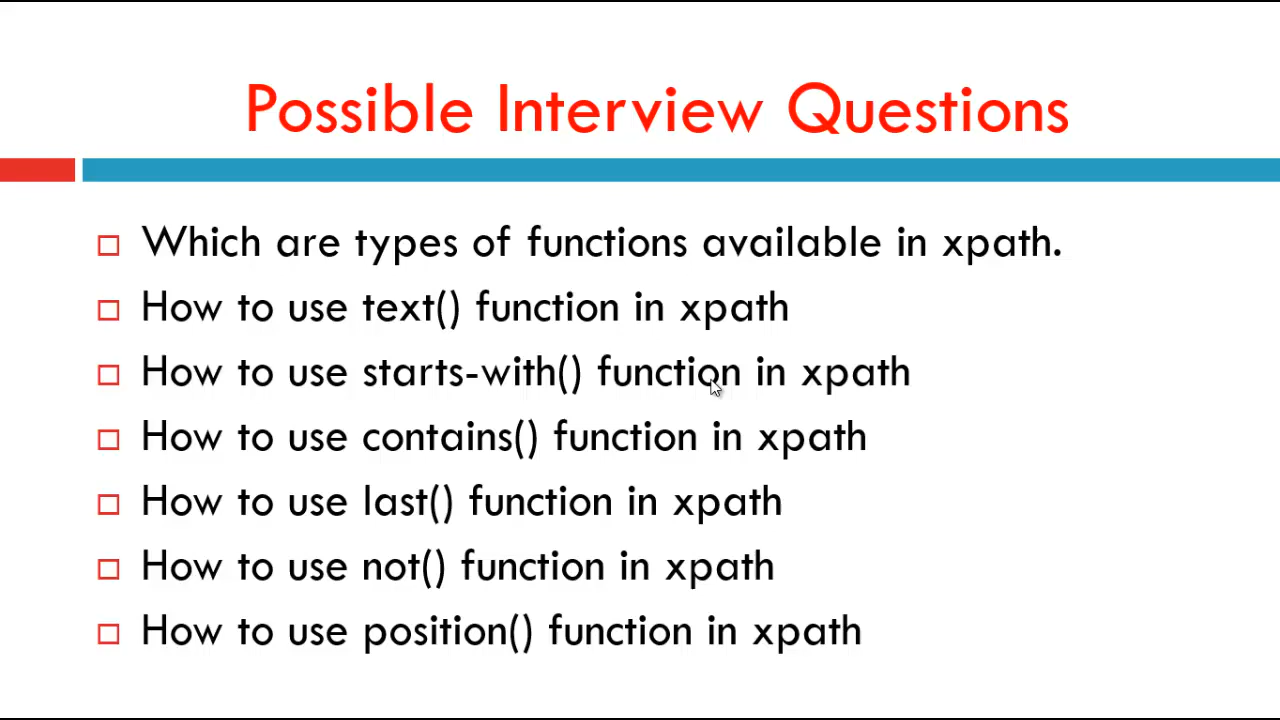 Possible Interview Questions
Which are types of functions available in xpath.
How to use text() function in xpath
How to use starts-with() function in xpath
How to use contains() function in xpath
How to use last() function in xpath
How to use not() function in xpath
How to use position() function in xpath